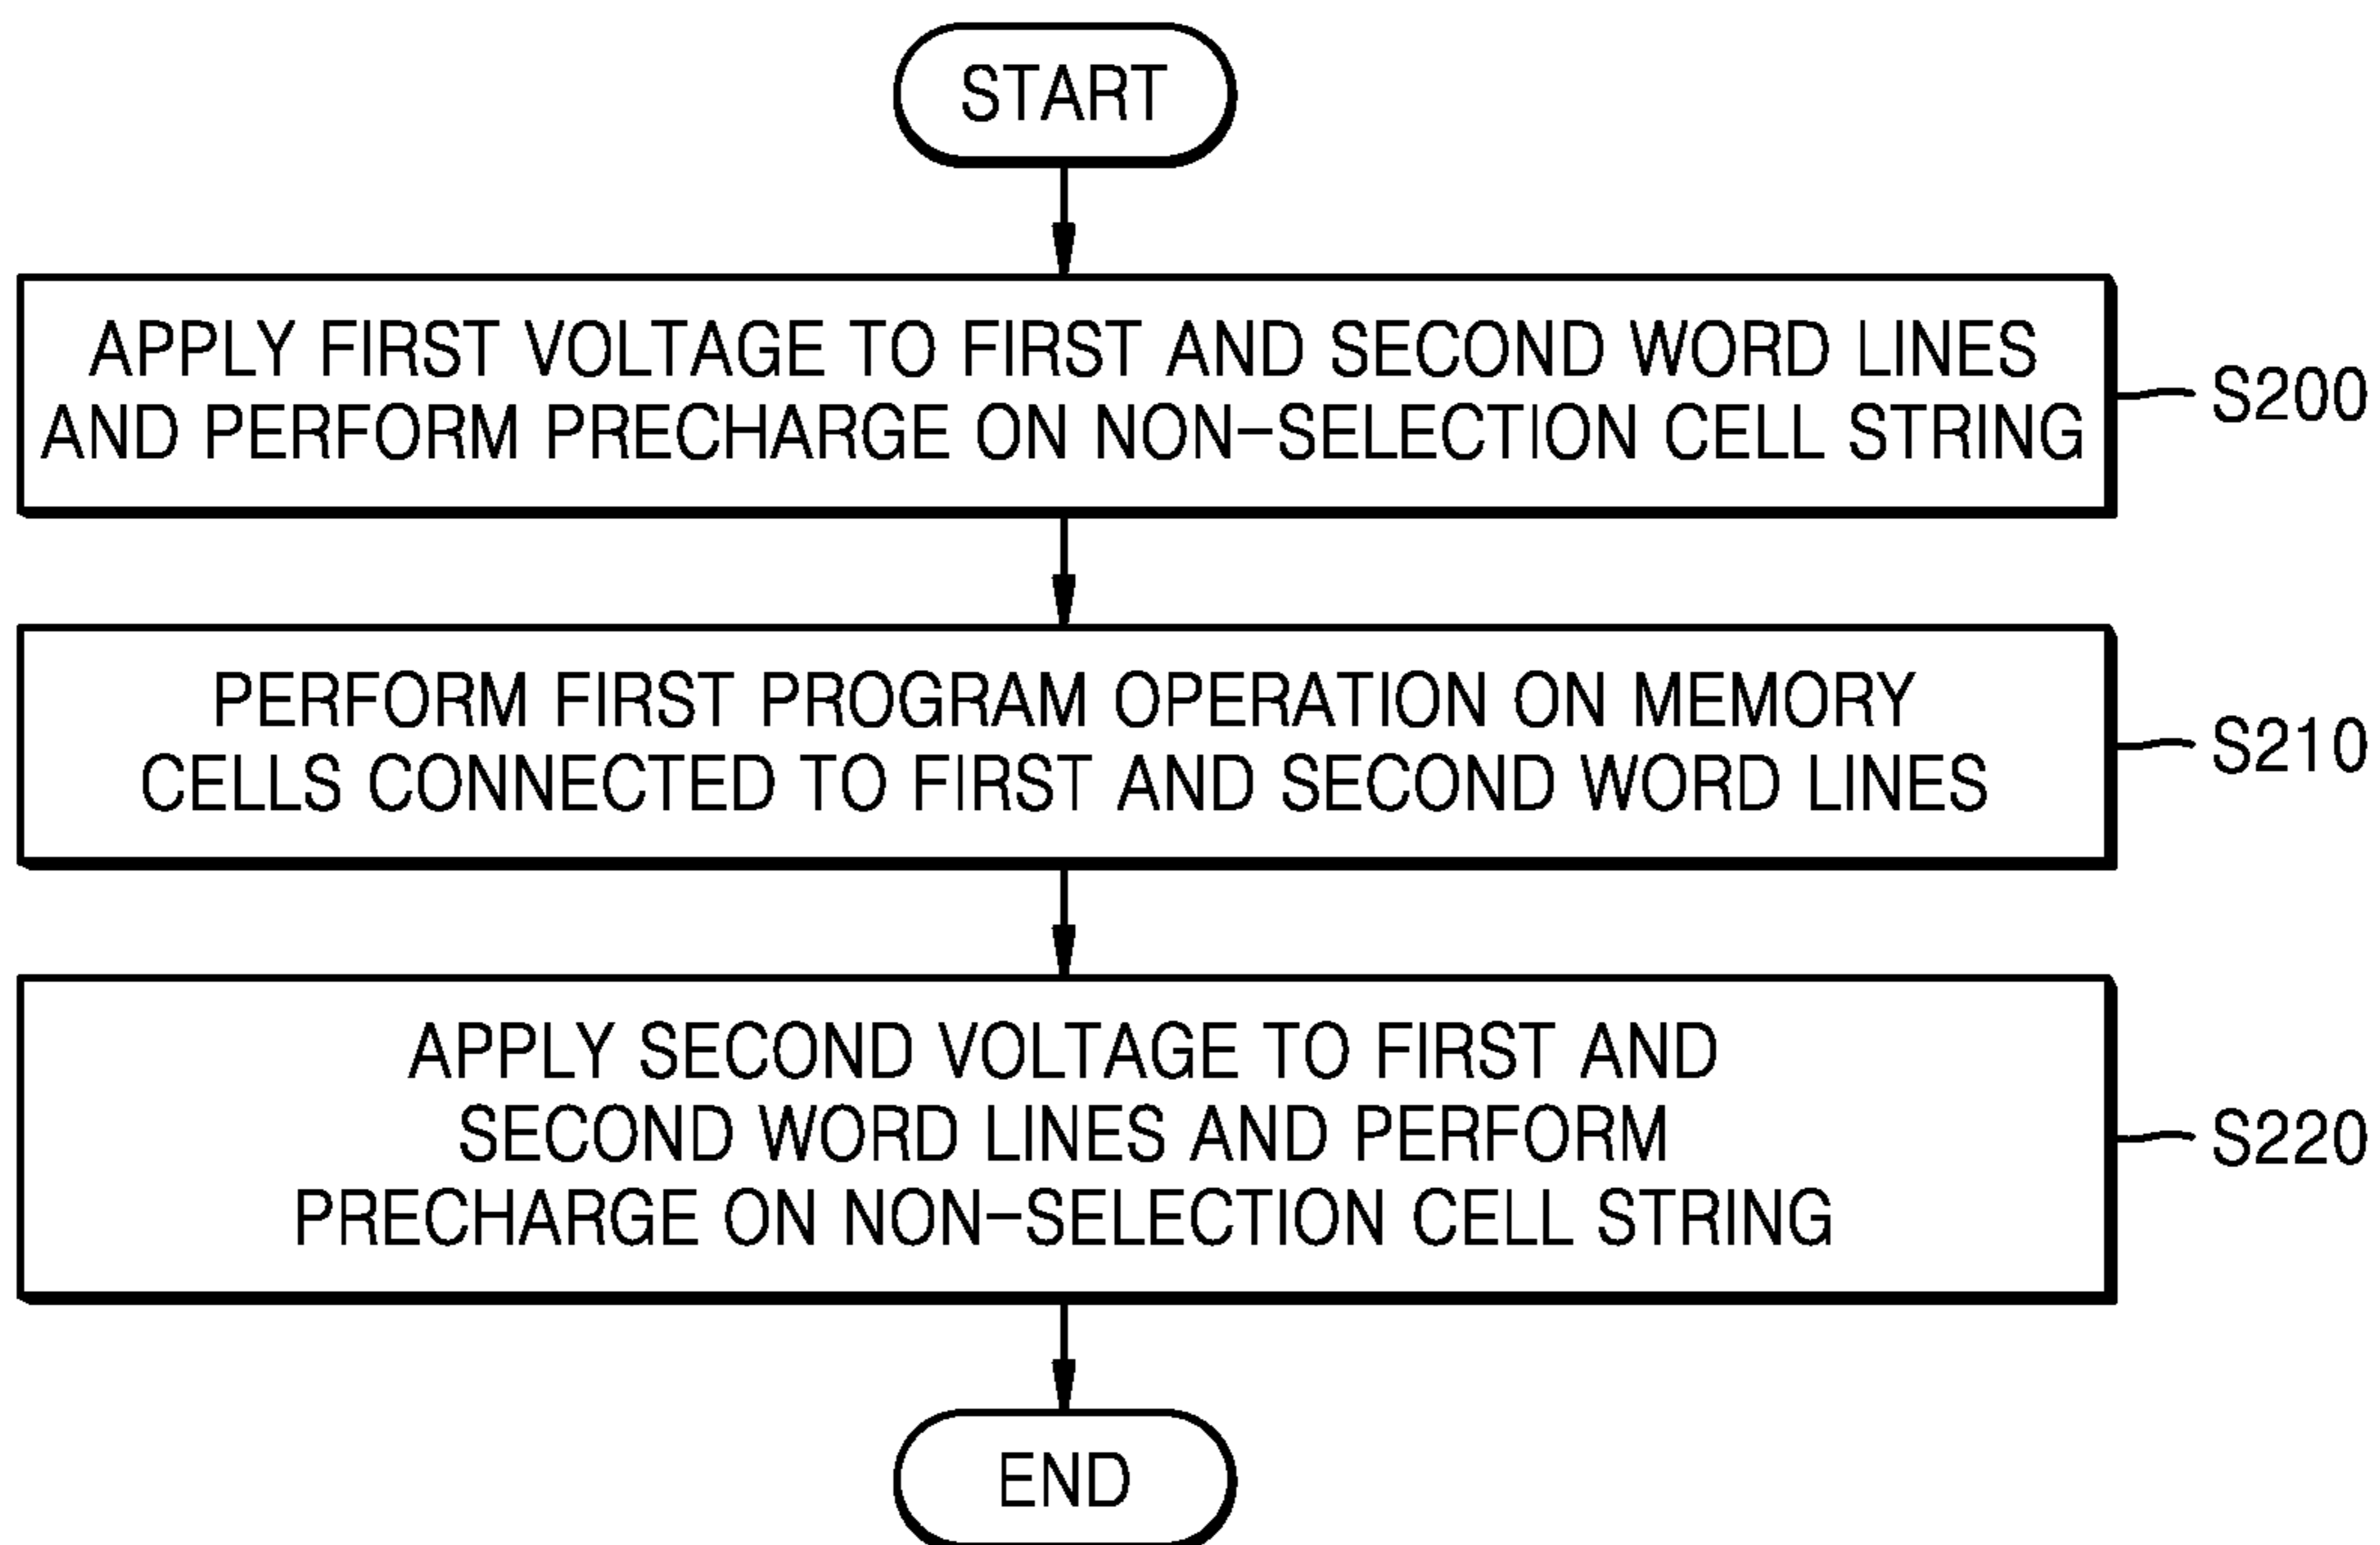 START
APPLY FIRST VOLTAGE TO FIRST AND SECOND WORD LINES
AND PERFORM PRECHARGE ON NON-SELECTION CELL STRING
S200
PERFORM FIRST PROGRAM OPERATION ON MEMORY
CELLS CONNECTED TO FIRST AND SECOND WORD LINES
S210
APPLY SECOND VOLTAGE TO FIRST AND
SECOND WORD LINES AND PERFORM
PRECHARGE ON NON-SELECTION CELL STRING
S220
END